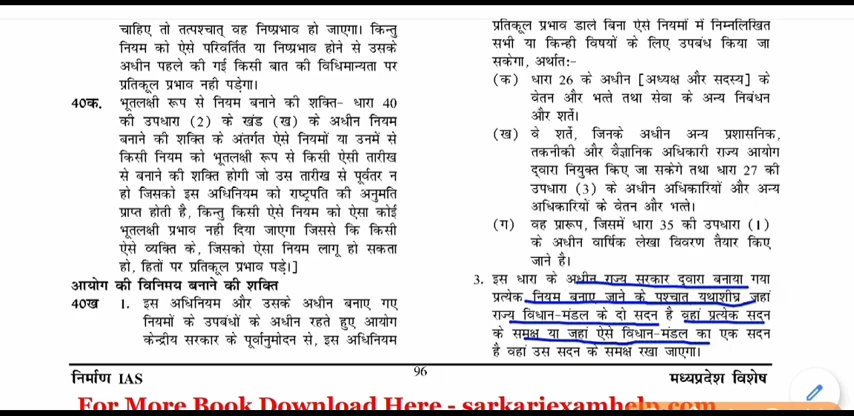 चाहिए तो तत्पश्चात् वह निष्प्रभाव हो जाएगा। किन्तु
नियम को ऐसे परिवर्तित या निष्प्रभाव होने से उसके
अधीन पहले की गई किसी बात की विधिमान्यता पर
प्रतिकूल प्रभाव नही पड़ेगा।
40क. भूतलक्षी रूप से नियम बनाने की शक्ति- धारा 40
की उपधारा (2) के खंड (ख) के अधीन नियम
बनाने की शक्ति के अंतर्गत ऐसे नियमों या उनमें से
किसी नियम को भूतलक्षी रूप से किसी ऐसी तारीख
से बनाने की शक्ति होगी जो उस तारीख से पूर्वतर न
हो जिसको इस अधिनियम को राष्ट्रपति की अनुमति
प्राप्त होती है, किन्तु किसी ऐसे नियम को ऐसा कोई
भूतलक्षी प्रभाव नही दिया जाएगा जिससे कि किसी
ऐसे व्यक्ति के, जिसको ऐसा नियम लागू हो सकता
हो, हितों पर प्रतिकूल प्रभाव पड़े।]
आयोग की विनिमय बनाने की शक्ति
40ख 1. इस अधिनियम और उसके अधीन बनाए गए
नियमों के उपबंधों के अधीन रहते हुए आयोग
केन्द्रीय सरकार के पूर्वानुमोदन से, इस अधिनियम
प्रतिकूल प्रभाव डाले बिना ऐसे नियमों में निम्नलिखित
सभी या किन्ही विषयों के लिए उपबंध किया जा
सकेगा, अर्थात:-
(क) धारा 26 के अधीन [अध्यक्ष और सदस्य] के
वेतन और भत्ते तथा सेवा के अन्य निबंधन
और शर्ते।
(ख) वे शर्ते, जिनके अधीन अन्य प्रशासनिक,
तकनीकी और वैज्ञानिक अधिकारी राज्य आयोग
द्वारा नियुक्त किए जा सकेगे तथा धारा 27 की
उपधारा (3) के अधीन अधिकारियों और अन्य
अधिकारियों के वेतन और भत्ते।
(ग) वह प्रारूप, जिसमें धारा 35 की उपधारा (1)
के अधीन वार्षिक लेखा विवरण तैयार किए
जाने है।
3. इस धारा के अधीन राज्य सरकार द्वारा बनाया गया
प्रत्येक नियम बनाए जाने के पश्चात यथाशीघ्र जहां
राज्य विधान-मंडल के दो सदन है वहां प्रत्येक सदन
के समक्ष या जहां ऐसे विधान-मंडल का एक सदन
है वहां उस सदन के समक्ष रखा जाएगा।
निर्माण IAS 96 मध्यप्रदेश विशेष
For More Book Download Here - sarkariexamhelp.com